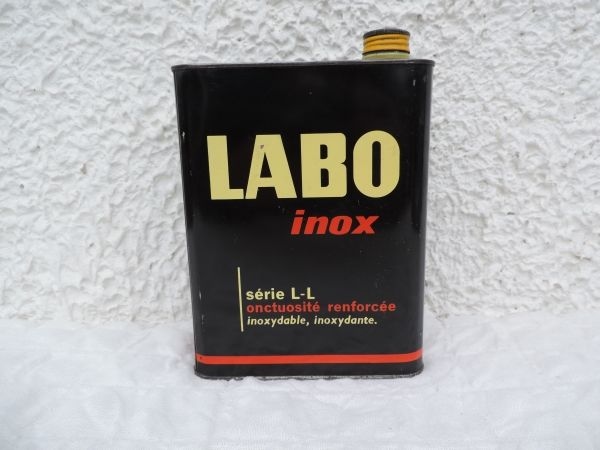 LABO
inox
série L-L
onctuosité renforcée
inoxydable, inoxydante.